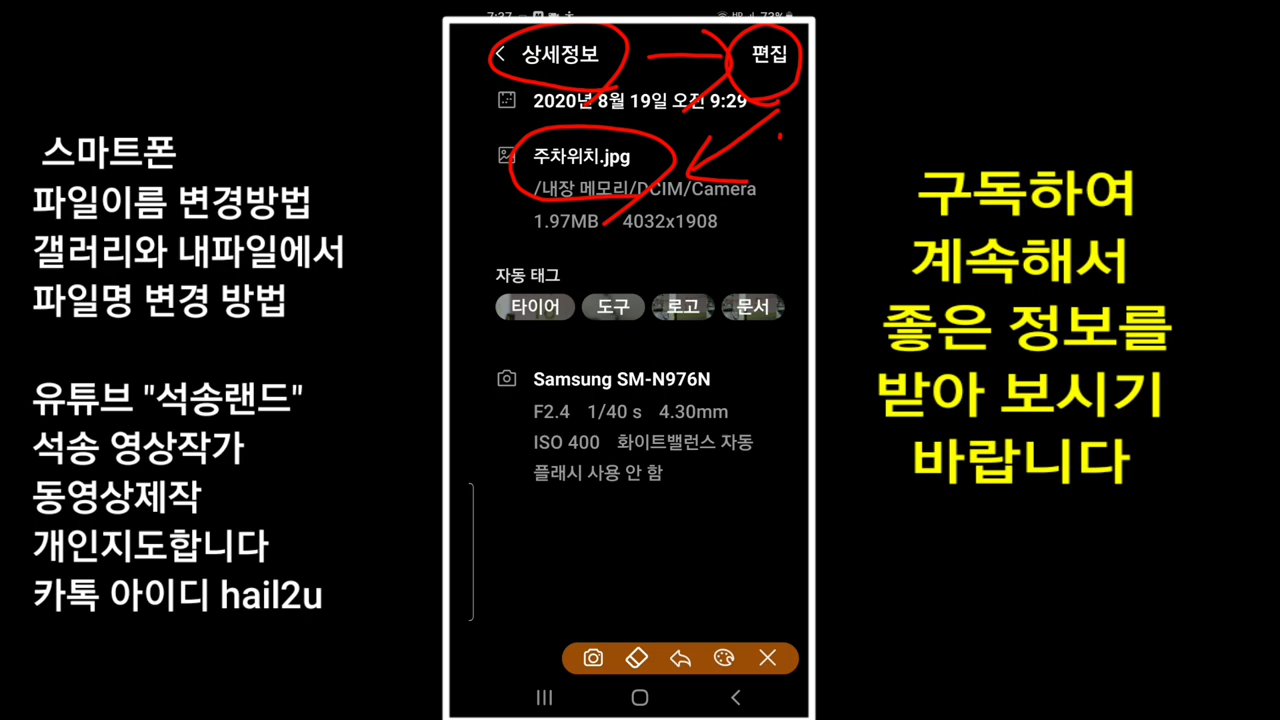 스마트폰
파일이름 변경방법
갤러리와 내파일에서
파일명 변경 방법
유튜브 "석송랜드"
석송 영상작가
동영상제작
개인지도합니다
카톡 아이디 hail2u
7:37
73%
상세정보
편집
2020년 8월 19일 오전 9:29
주차위치.jpg
/내장 메모리/DCIM/Camera
1.97MB 4032x1908
자동 태그
타이어 도구 로고 문서
Samsung SM-N976N
F2.4 1/40 s 4.30mm
ISO 400 화이트밸런스 자동
플래시 사용 안 함
구독하여
계속해서
좋은 정보를
받아 보시기
바랍니다